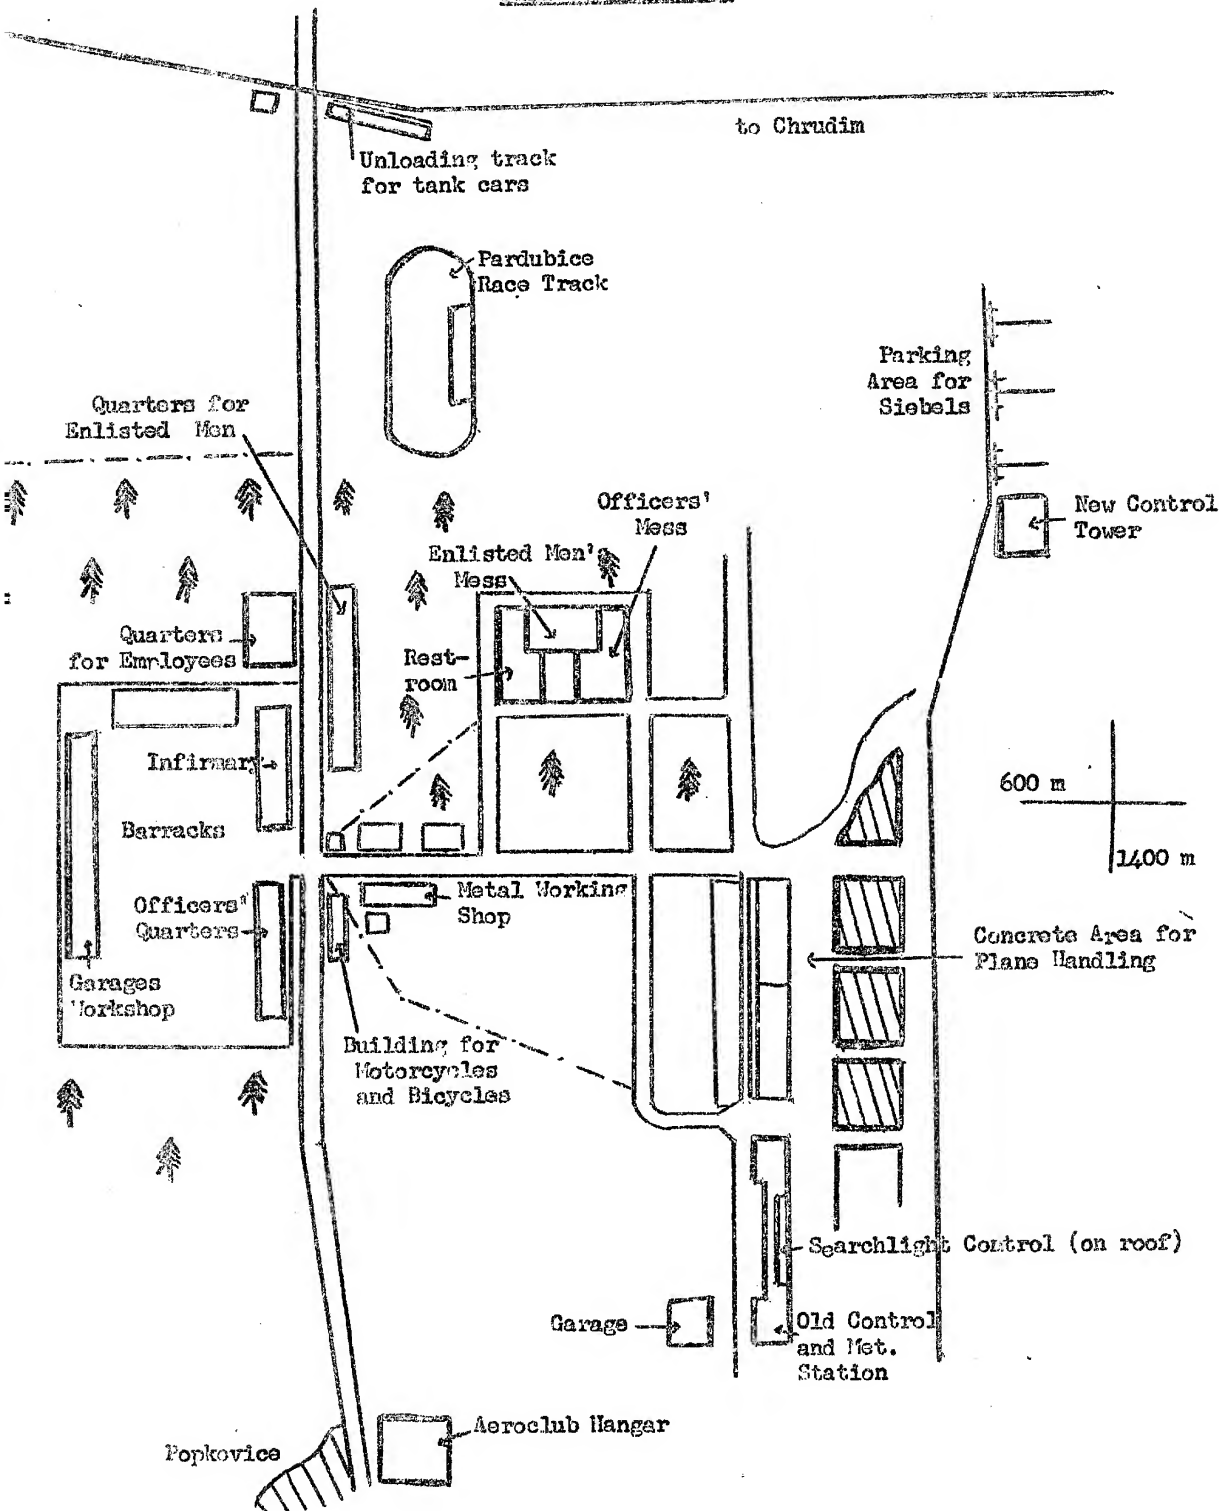 to Chrudim
Unloading track
for tank cars
Pardubice
Race Track
Parking
Area for
Siebels
Quarters for
Enlisted Men
Officers'
Mess
New Control
Tower
Enlisted Men's
Mess
Quarters
for Employees
Rest-
room
Infirmary
600 m
Barracks
1400 m
Metal Working
Shop
Officers'
Quarters
Concrete Area for
Plane Handling
Garages
Workshop
Building for
Motorcycles
and Bicycles
Searchlight Control (on roof)
Garage
Old Control
and Met.
Station
Aeroclub Hangar
Popkovice